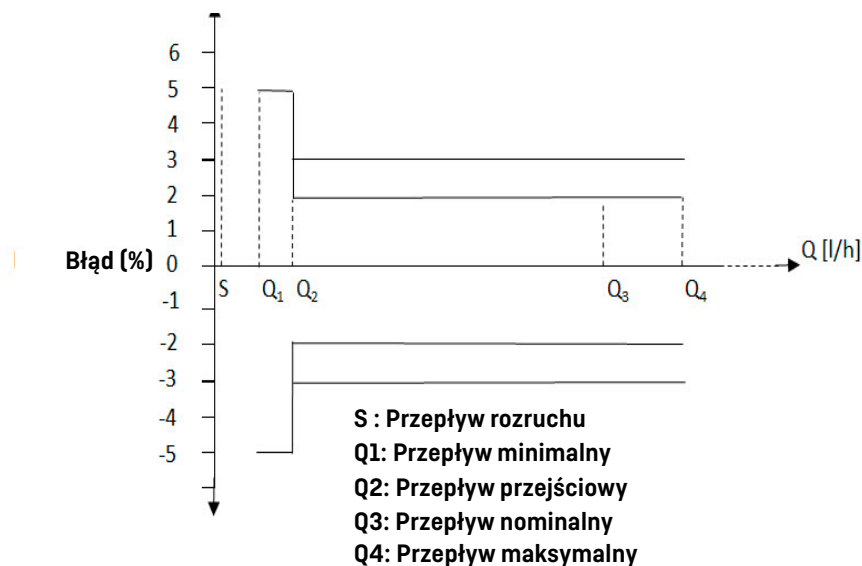 6
5
4
3
2
1
Błąd (%) 0
Q [l/h]
S Q₁ Q₂ Q₃ Q₄
-1
-2
-3
-4
-5
S : Przepływ rozruchu
Q1: Przepływ minimalny
Q2: Przepływ przejściowy
Q3: Przepływ nominalny
Q4: Przepływ maksymalny